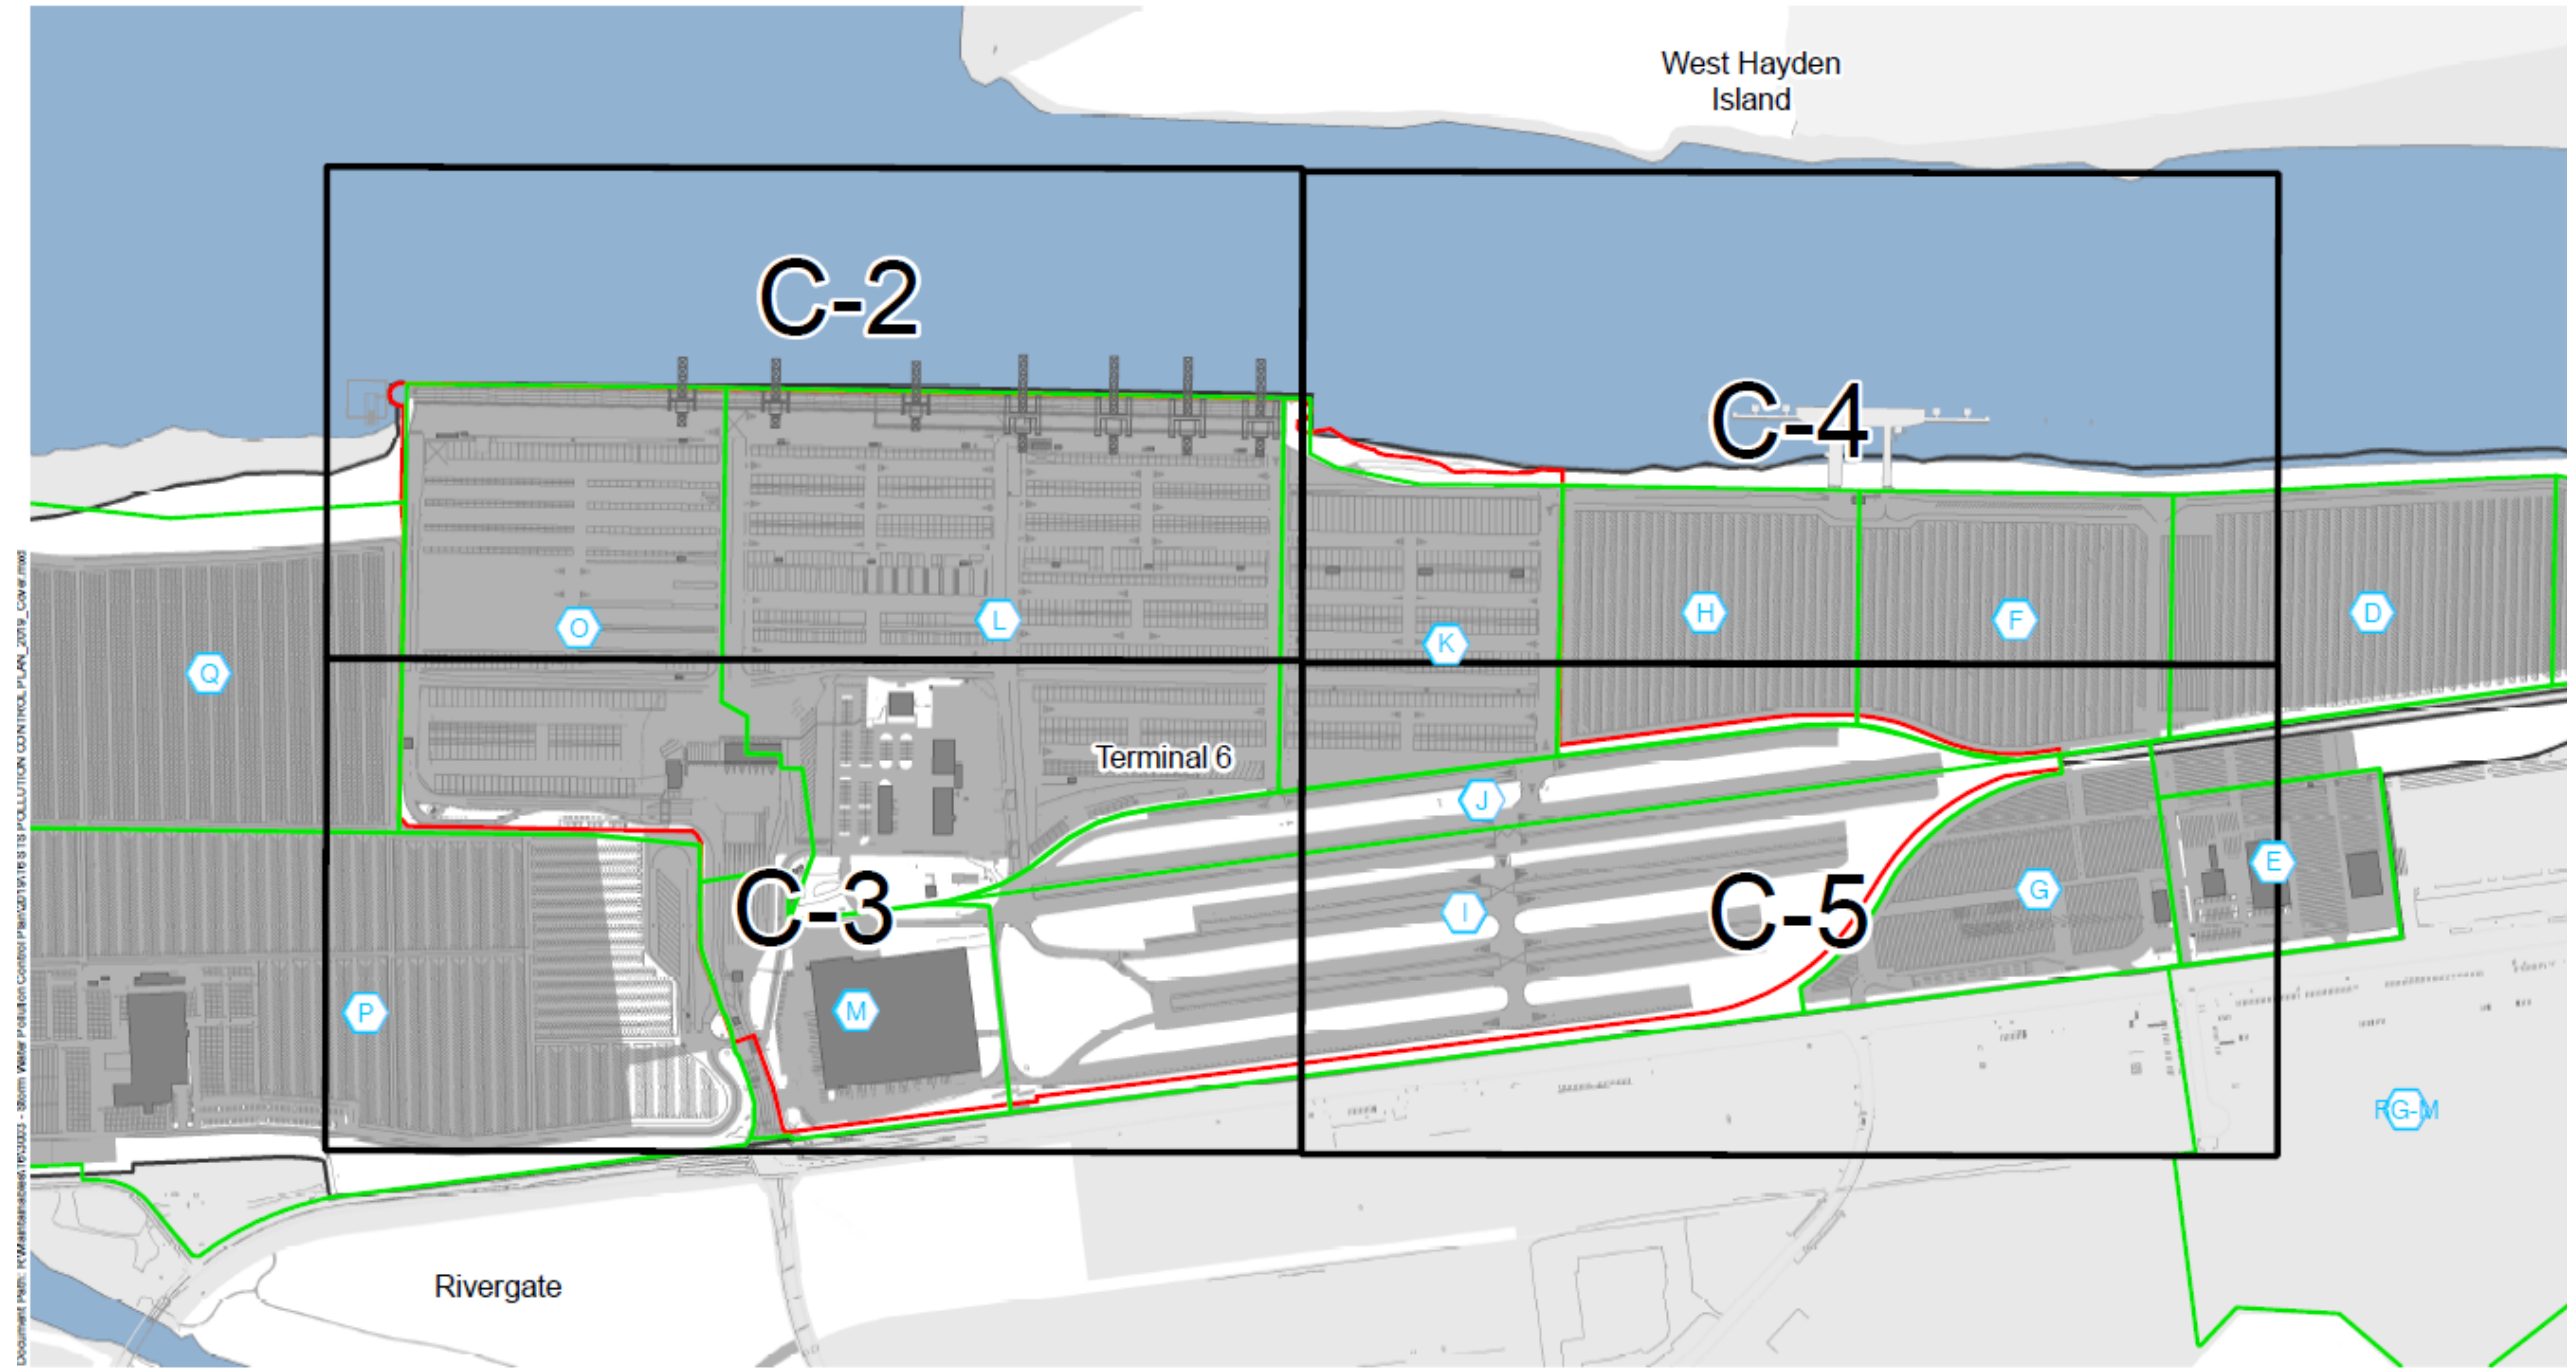 West Hayden
Island
C-2
C-4
O
L
K
H
F
D
Q
Terminal 6
J
C-3
I
C-5
G
E
P
M
RG-M
Rivergate